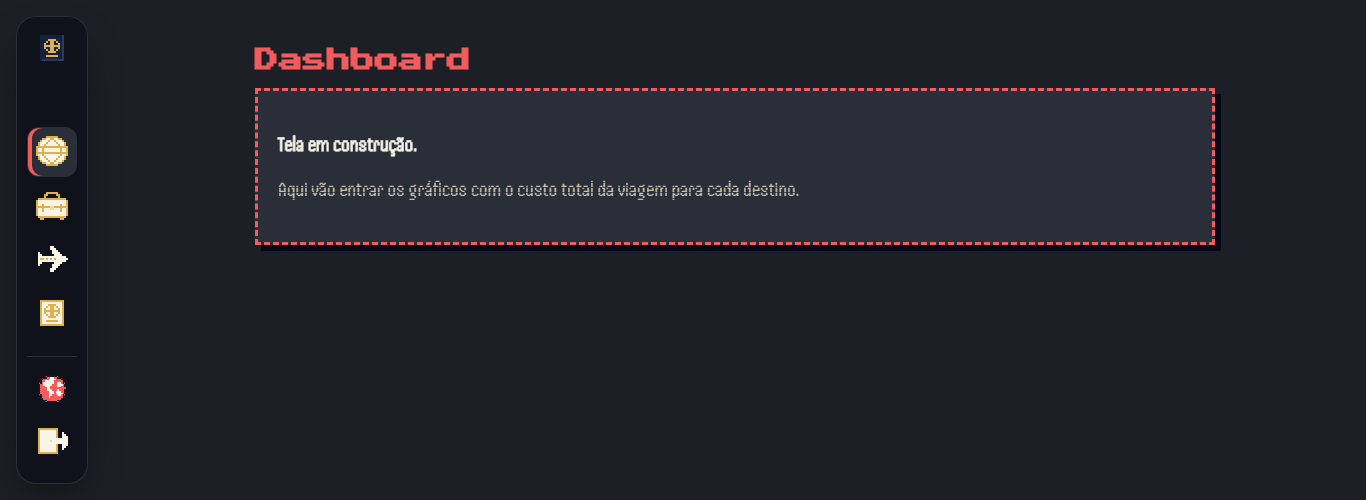 Dashboard
Tela em construção.
Aqui vão entrar os gráficos com o custo total da viagem para cada destino.